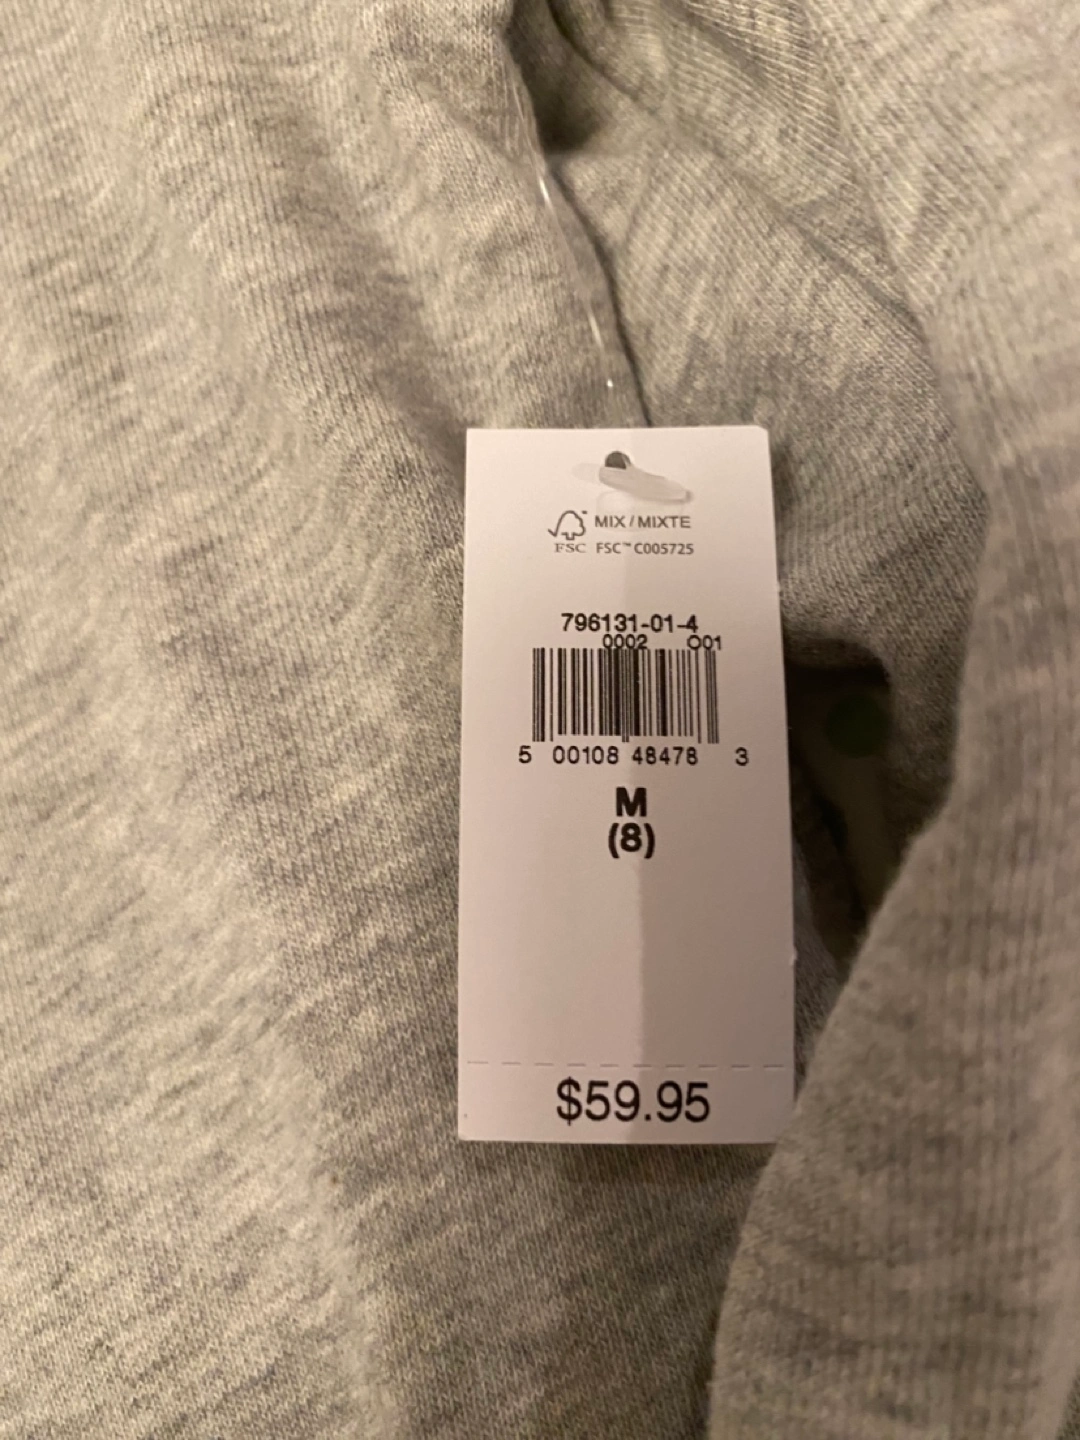 MIX / MIXTE
FSC FSC™ C005725
796131-01-4
0002 001
5 00108 48478 3
M
(8)
$59.95